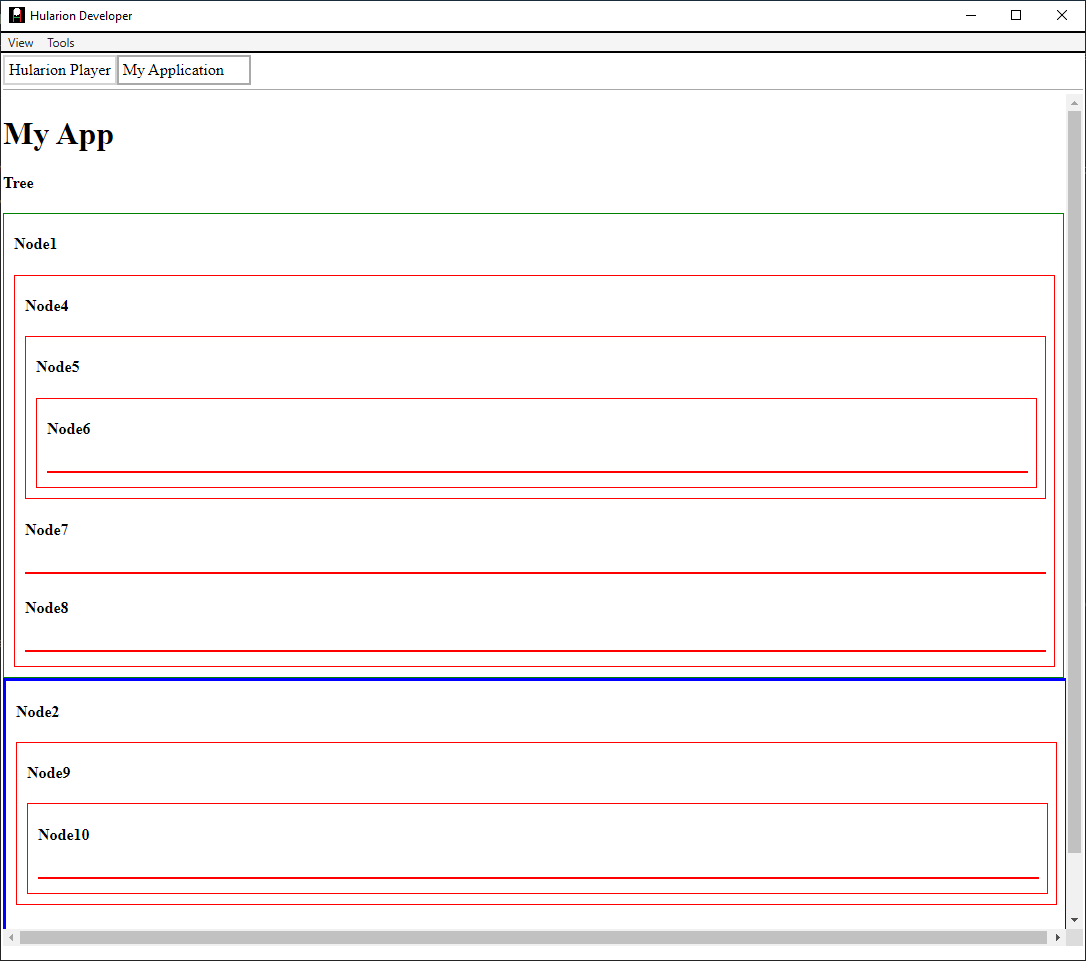 Hularion Developer
View Tools
Hularion Player My Application
My App
Tree
Node1
Node4
Node5
Node6
Node7
Node8
Node2
Node9
Node10